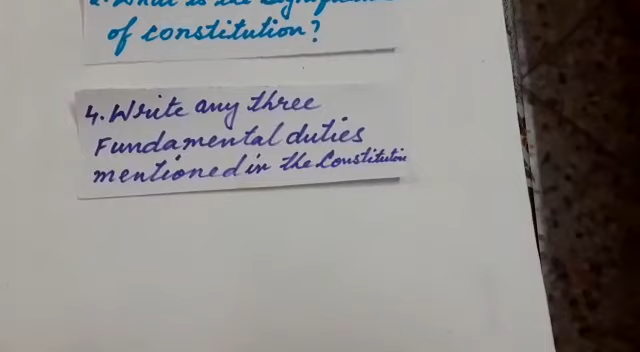 of constitution?
4. Write any three
Fundamental duties
mentioned in the Constitution